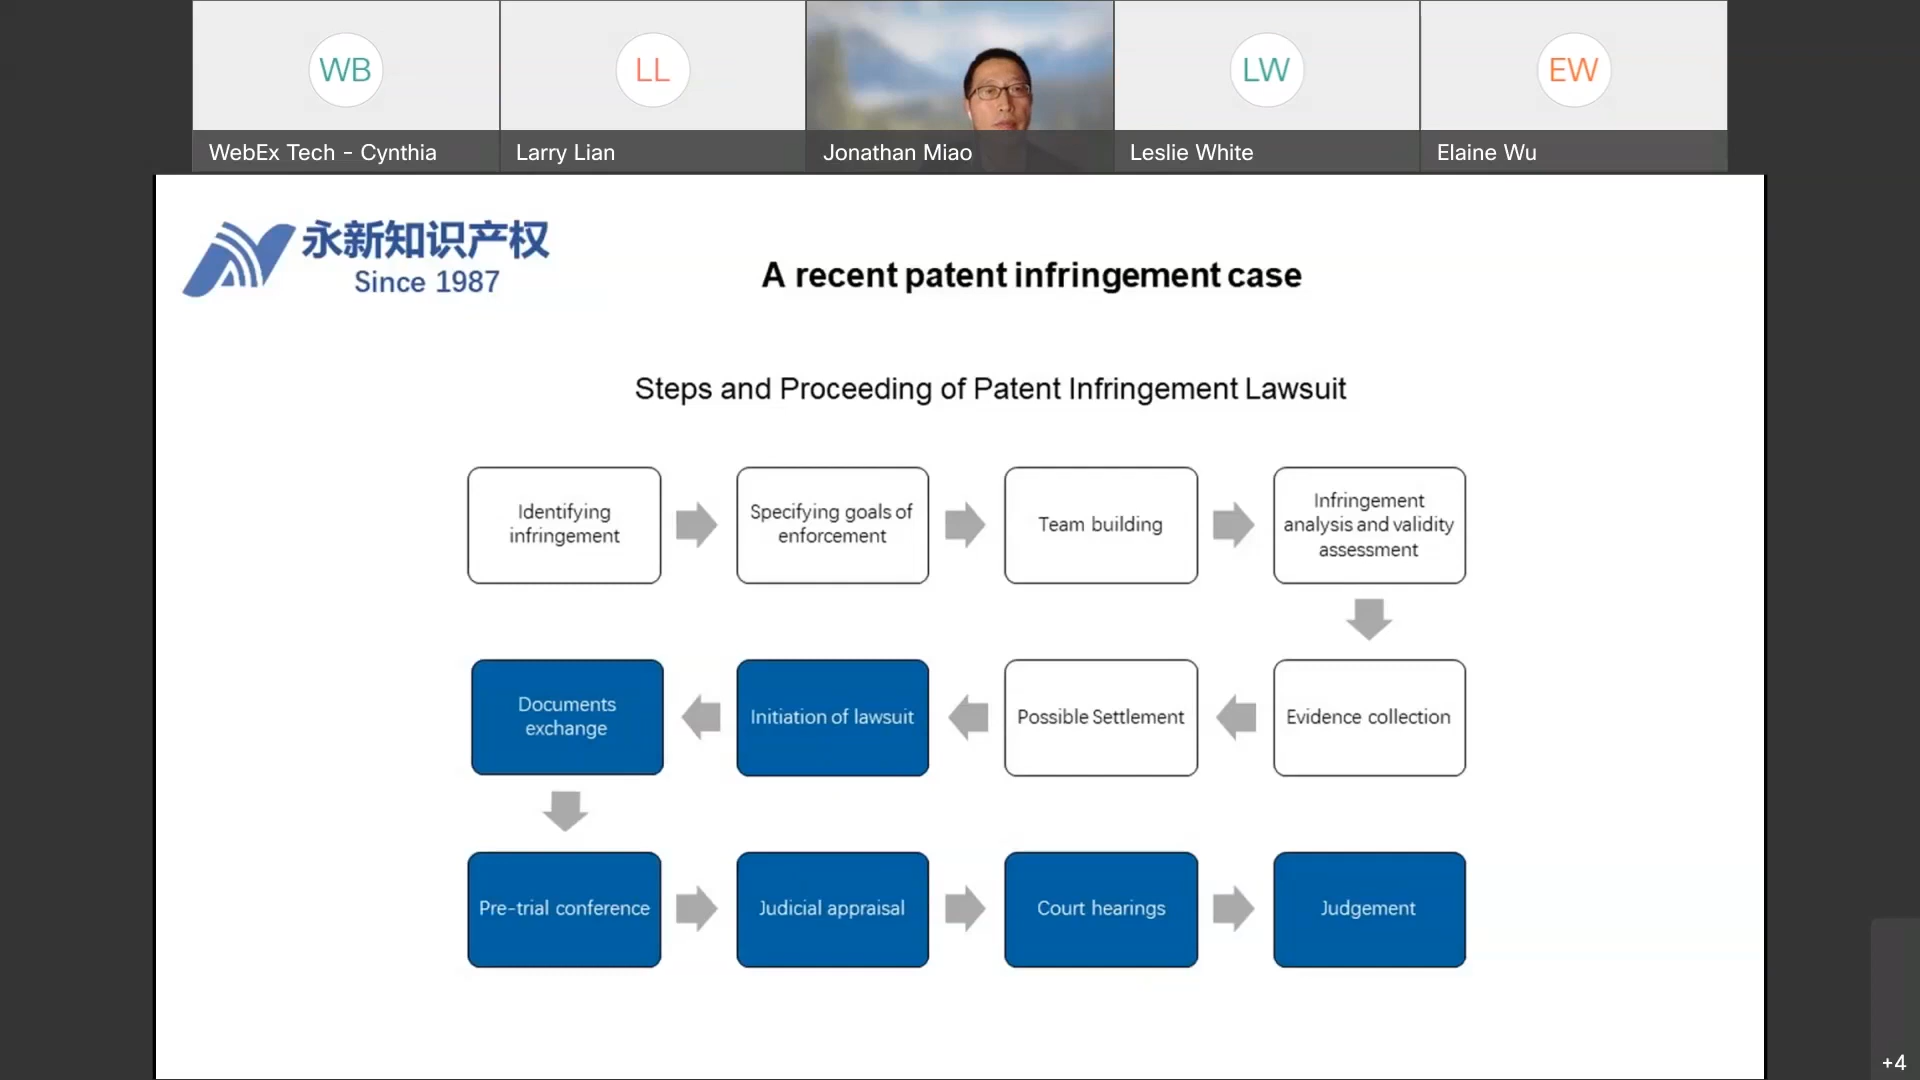 WB
LL
LW
EW
WebEx Tech - Cynthia
Larry Lian
Jonathan Miao
Leslie White
Elaine Wu
永新知识产权
Since 1987
A recent patent infringement case
Steps and Proceeding of Patent Infringement Lawsuit
Identifying
infringement
Specifying goals of
enforcement
Team building
Infringement
analysis and validity
assessment
Documents
exchange
Initiation of lawsuit
Possible Settlement
Evidence collection
Pre-trial conference
Judicial appraisal
Court hearings
Judgement
+4